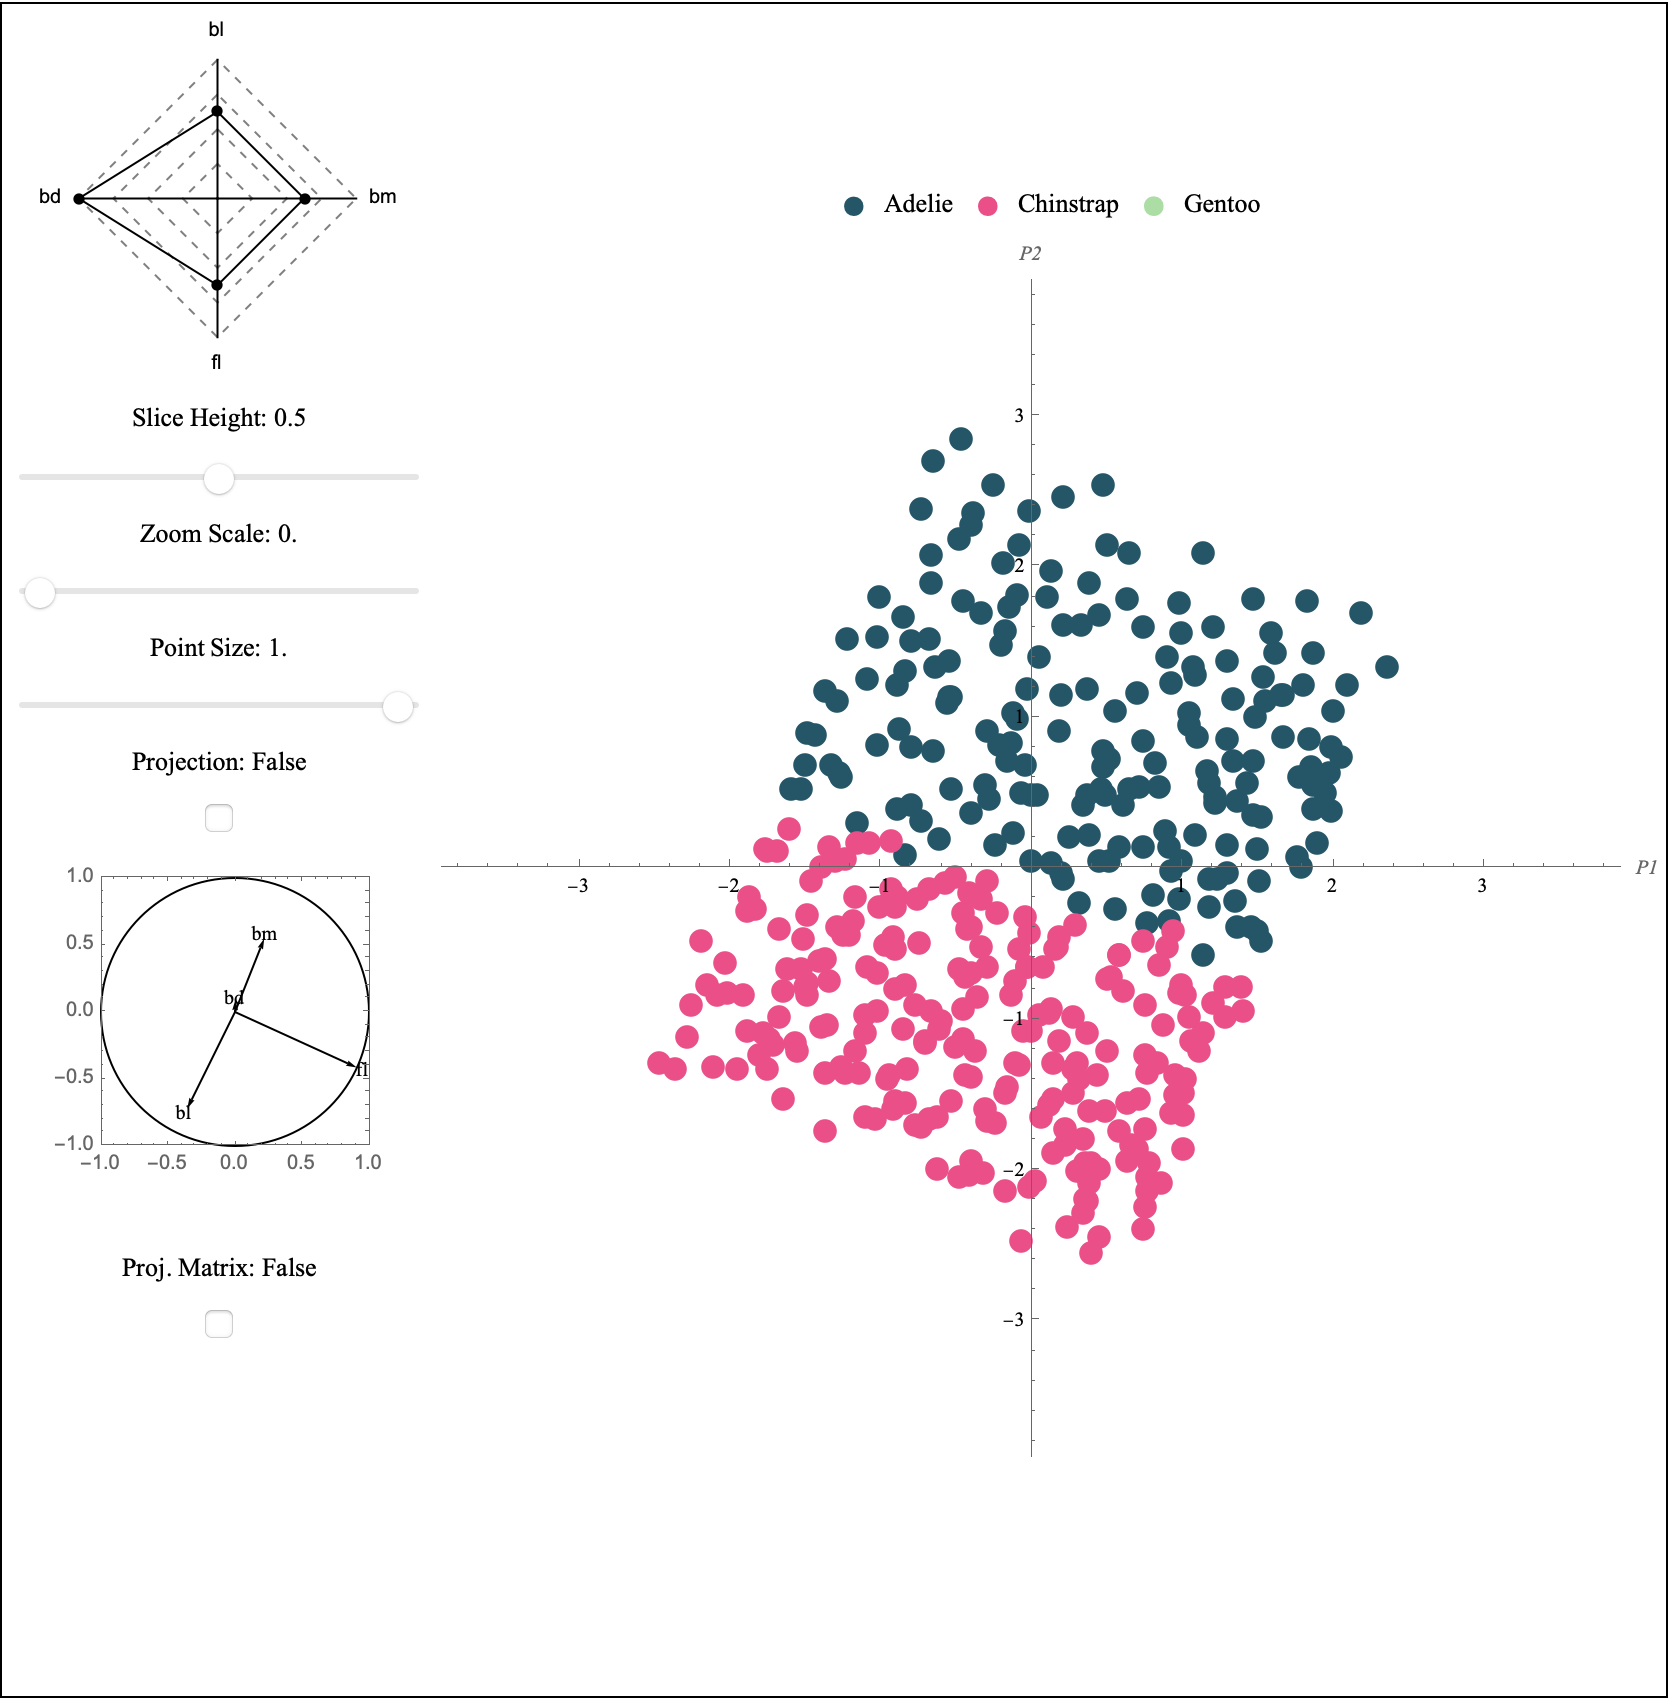 bl
bd
bm
fl
Slice Height: 0.5
Zoom Scale: 0.
Point Size: 1.
Projection: False
1.0
0.5
0.0
−0.5
−1.0
−1.0 −0.5 0.0 0.5 1.0
bm
bd
fl
bl
Proj. Matrix: False
Adelie Chinstrap Gentoo
P2
3
2
1
−3 −2 −1 1 2 3 P1
−1
−2
−3